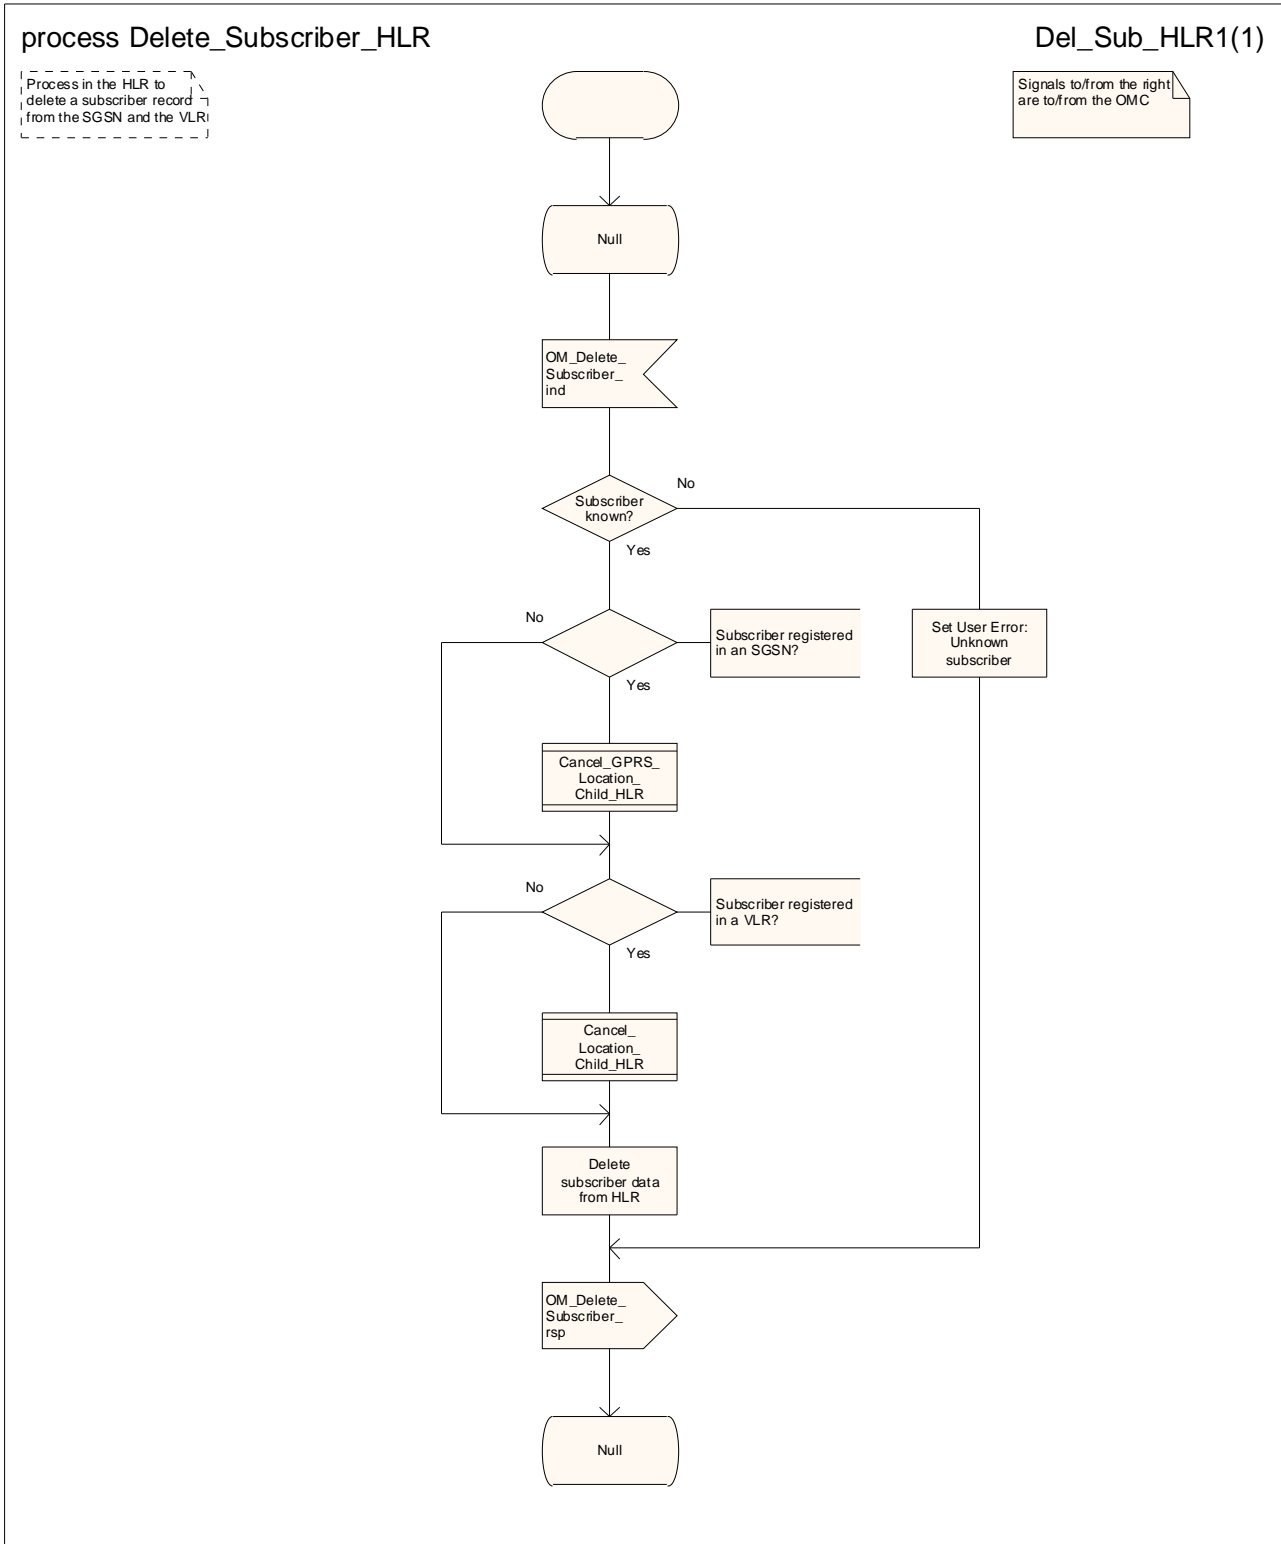 process Delete_Subscriber_HLR
Del_Sub_HLR1(1)
Process in the HLR to
delete a subscriber record
from the SGSN and the VLR
Signals to/from the right
are to/from the OMC
Null
OM_Delete_
Subscriber_
ind
Subscriber
known?
No
Yes
No
Subscriber registered
in an SGSN?
Set User Error:
Unknown
subscriber
Yes
Cancel_GPRS_
Location_
Child_HLR
No
Subscriber registered
in a VLR?
Yes
Cancel_
Location_
Child_HLR
Delete
subscriber data
from HLR
OM_Delete_
Subscriber_
rsp
Null